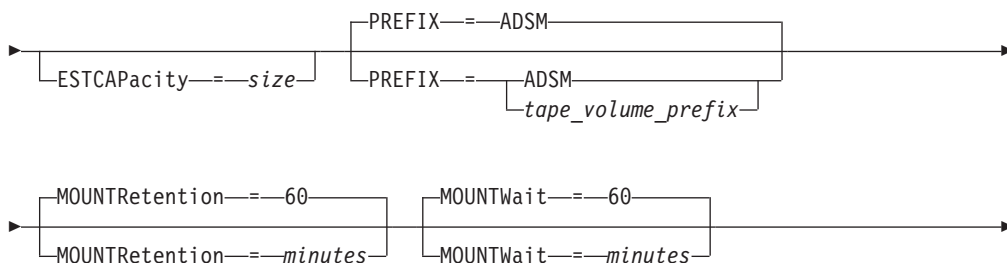 PREFIX = ADSM
ESTCAPacity = size
PREFIX = ADSM
tape_volume_prefix
MOUNTRetention = 60
MOUNTWait = 60
MOUNTRetention = minutes
MOUNTWait = minutes